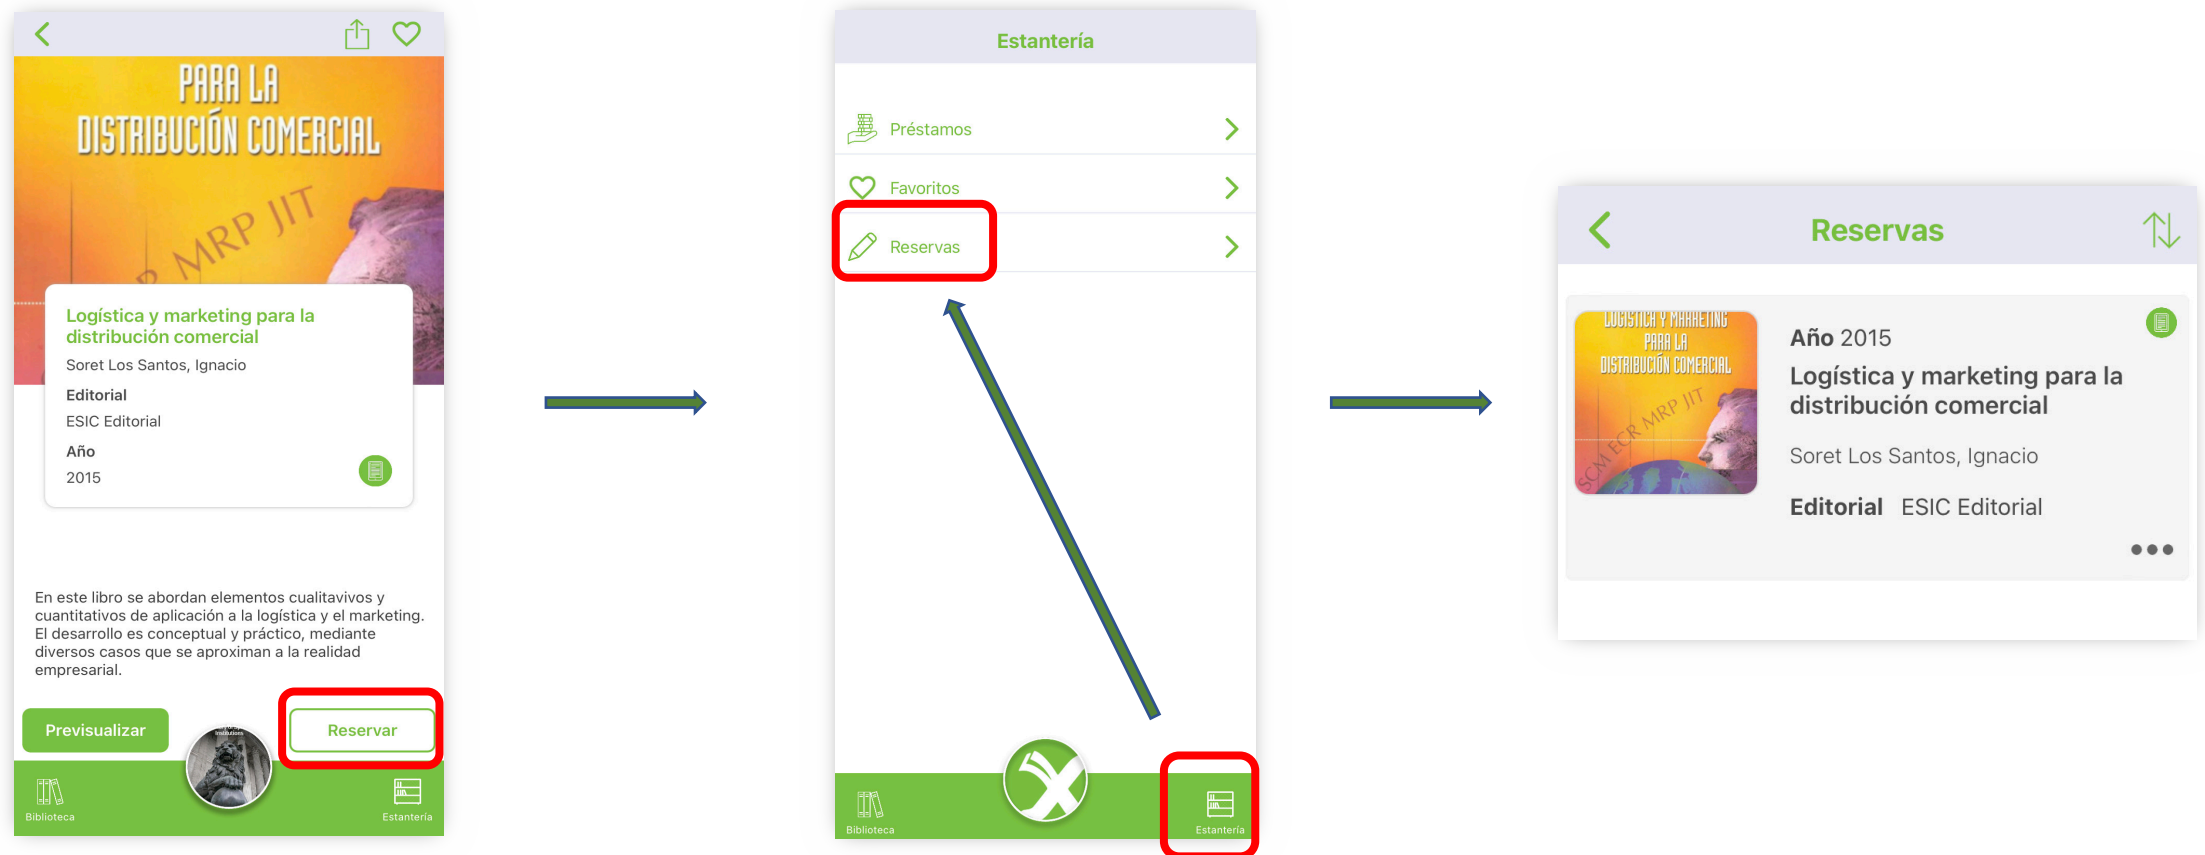 PARA LA
DISTRIBUCIÓN COMERCIAL
MRP JIT
Logística y marketing para la
distribución comercial
Soret Los Santos, Ignacio
Editorial
ESIC Editorial
Año
2015
En este libro se abordan elementos cualitavivos y
cuantitativos de aplicación a la logística y el marketing.
El desarrollo es conceptual y práctico, mediante
diversos casos que se aproximan a la realidad
empresarial.
Previsualizar
Institutions
Reservar
Biblioteca
Estantería
Estantería
Préstamos
Favoritos
Reservas
Biblioteca
Estantería
Reservas
LOGÍSTICA Y MARKETING
PARA LA
DISTRIBUCIÓN COMERCIAL
SCM ECR MRP JIT
Año 2015
Logística y marketing para la
distribución comercial
Soret Los Santos, Ignacio
Editorial ESIC Editorial